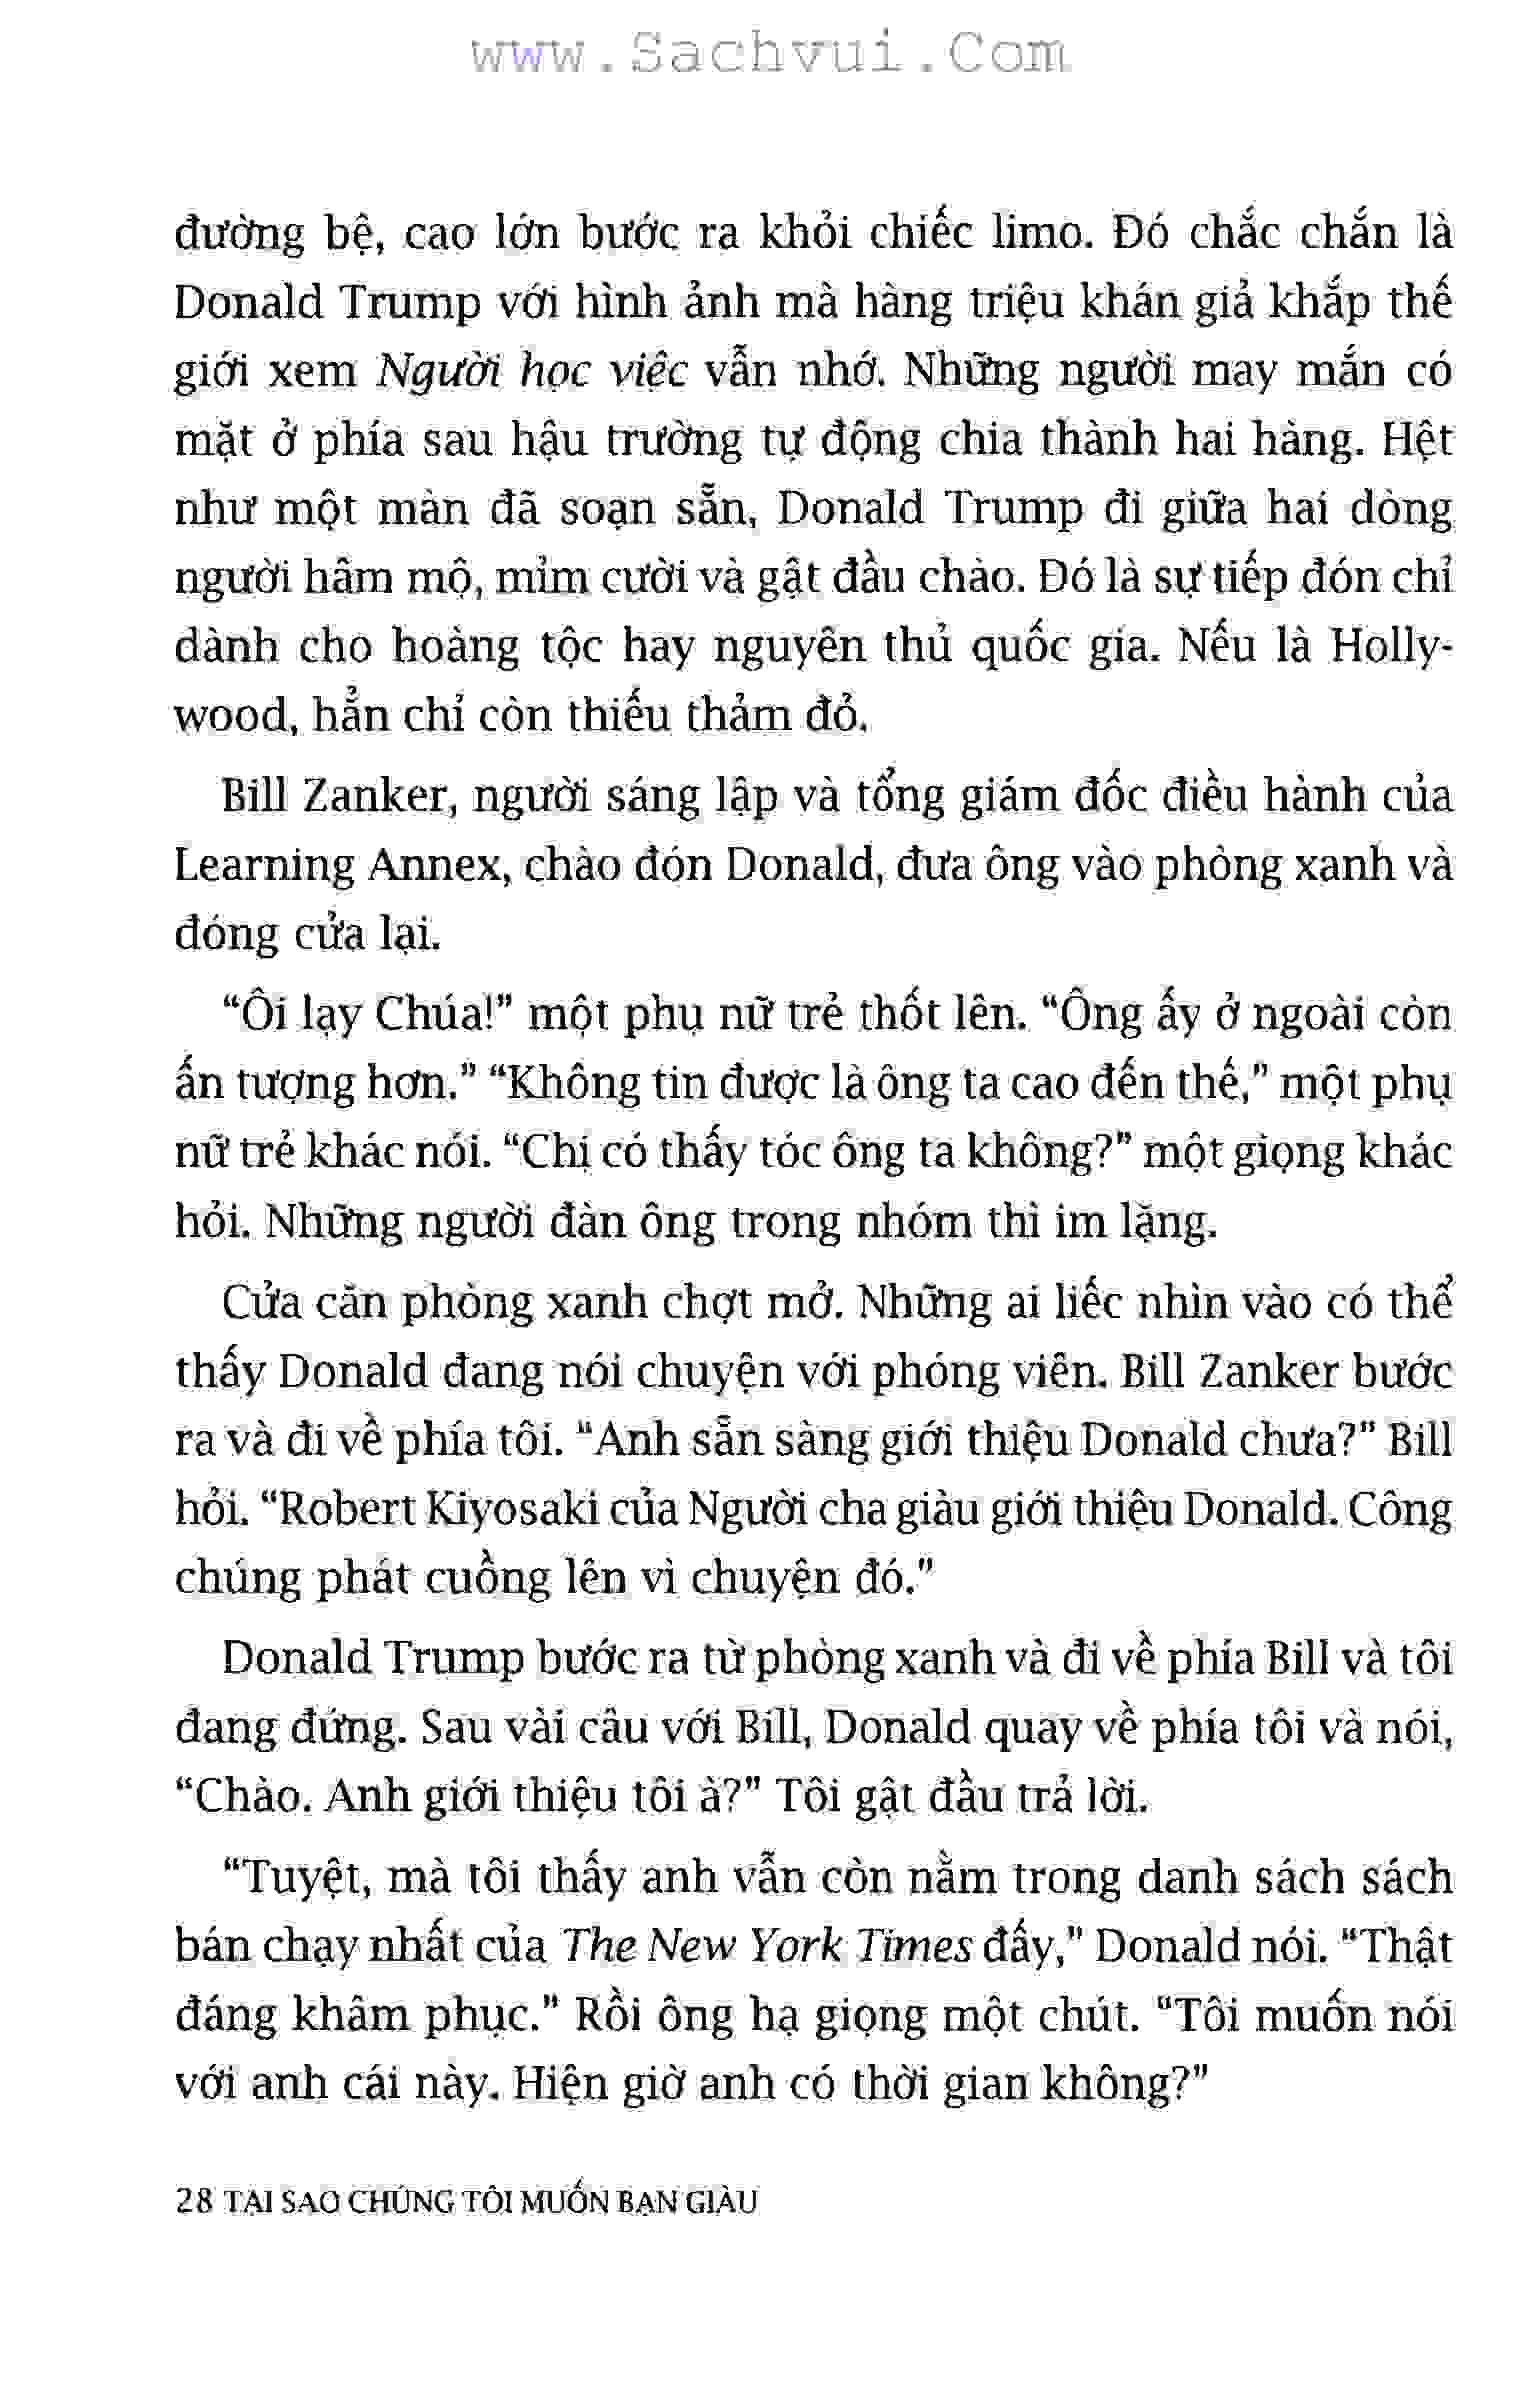 www.Sachvui.Com
đường bệ, cao lớn bước ra khỏi chiếc limo. Đó chắc chắn là
Donald Trump với hình ảnh mà hàng triệu khán giả khắp thế
giới xem Người học việc vẫn nhớ. Những người may mắn có
mặt ở phía sau hậu trường tự động chia thành hai hàng. Hệt
như một màn đã soạn sẵn, Donald Trump đi giữa hai dòng
người hâm mộ, mỉm cười và gật đầu chào. Đó là sự tiếp đón chỉ
dành cho hoàng tộc hay nguyên thủ quốc gia. Nếu là Holly-
wood, hẳn chỉ còn thiếu thảm đỏ.
Bill Zanker, người sáng lập và tổng giám đốc điều hành của
Learning Annex, chào đón Donald, đưa ông vào phòng xanh và
đóng cửa lại.
“Ôi lạy Chúa!” một phụ nữ trẻ thốt lên. “Ông ấy ở ngoài còn
ấn tượng hơn.” “Không tin được là ông ta cao đến thế,” một phụ
nữ trẻ khác nói. “Chị có thấy tóc ông ta không?” một giọng khác
hỏi. Những người đàn ông trong nhóm thì im lặng.
Cửa căn phòng xanh chợt mở. Những ai liếc nhìn vào có thể
thấy Donald đang nói chuyện với phóng viên. Bill Zanker bước
ra và đi về phía tôi. “Anh sẵn sàng giới thiệu Donald chưa?” Bill
hỏi. “Robert Kiyosaki của Người cha giàu giới thiệu Donald. Công
chúng phát cuồng lên vì chuyện đó.”
Donald Trump bước ra từ phòng xanh và đi về phía Bill và tôi
đang đứng. Sau vài câu với Bill, Donald quay về phía tôi và nói,
“Chào. Anh giới thiệu tôi à?” Tôi gật đầu trả lời.
“Tuyệt, mà tôi thấy anh vẫn còn nằm trong danh sách sách
bán chạy nhất của The New York Times đấy,” Donald nói. “Thật
đáng khâm phục.” Rồi ông hạ giọng một chút. “Tôi muốn nói
với anh cái này. Hiện giờ anh có thời gian không?”
28 TẠI SAO CHÚNG TÔI MUỐN BẠN GIÀU